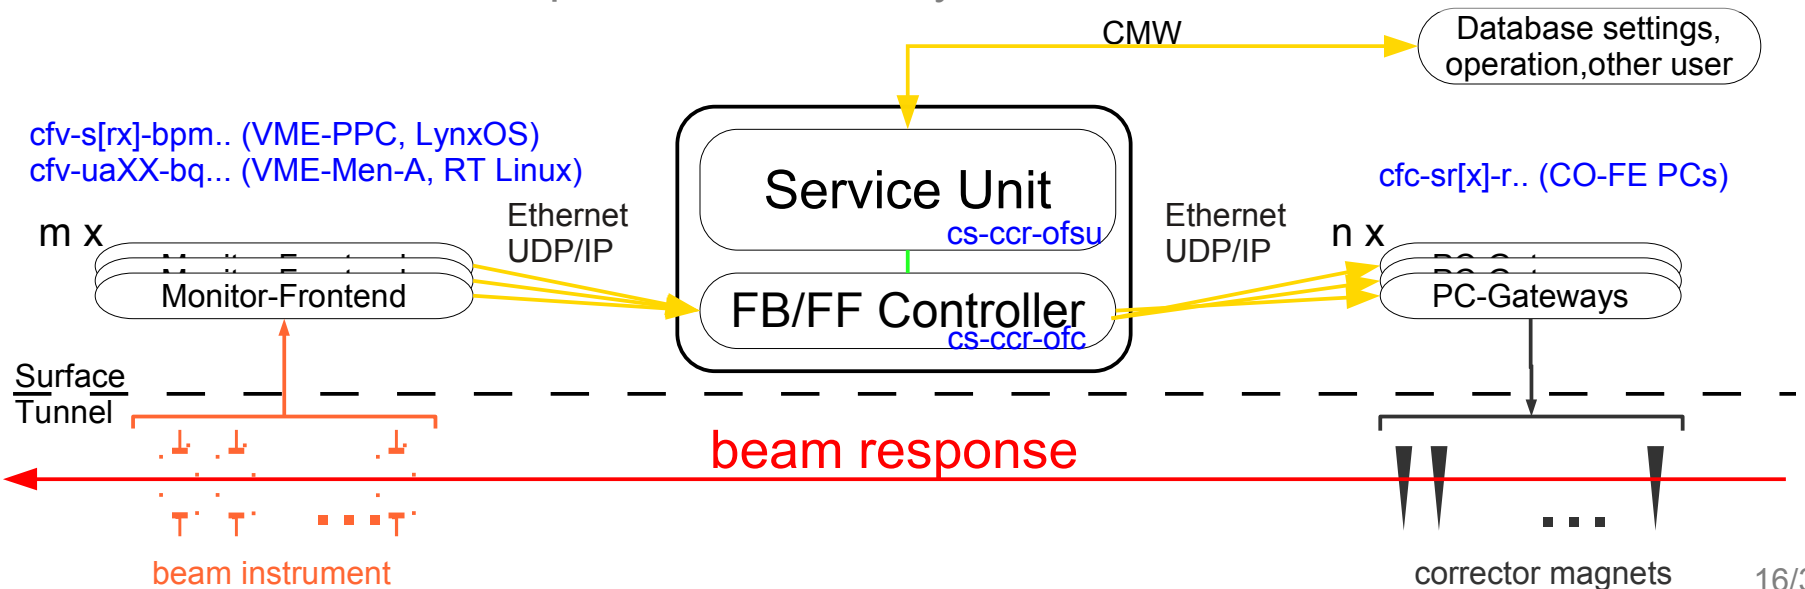 CMW
Database settings,
operation,other user
cfv-s[rx]-bpm.. (VME-PPC, LynxOS)
cfv-uaXX-bq... (VME-Men-A, RT Linux)
Service Unit
cs-ccr-ofsu
cfc-sr[x]-r.. (CO-FE PCs)
Ethernet
UDP/IP
Ethernet
UDP/IP
m x
n x
Monitor-Frontend
FB/FF Controller
cs-ccr-ofc
PC-Gateways
Surface
Tunnel
beam response
beam instrument
corrector magnets
16/3